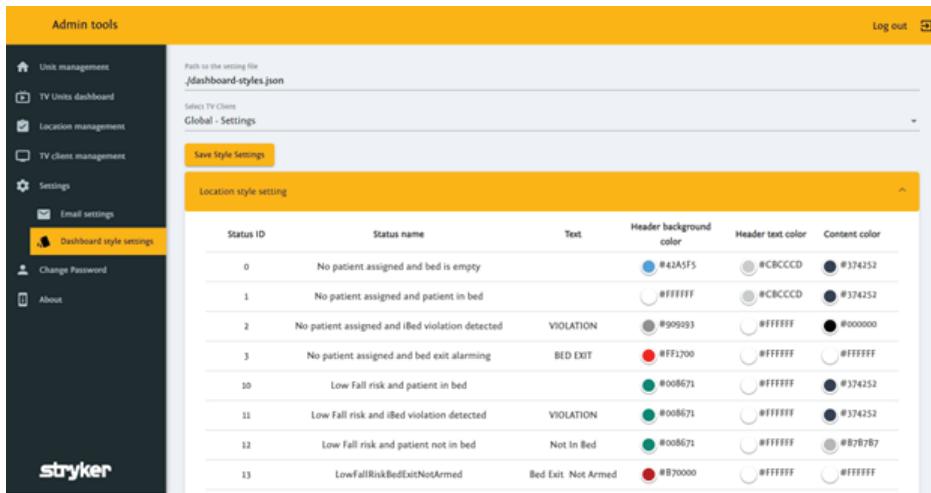 Admin tools
Log out
Unit management
TV Units dashboard
Location management
TV client management
Settings
Email settings
Dashboard style settings
Change Password
About
stryker
Path to the setting file
./dashboard-styles.json
Select TV Client
Global - Settings
Save Style Settings
Location style setting
Status ID Status name Text Header background color Header text color Content color
0 No patient assigned and bed is empty #42A5F5 #CBCCCD #374252
1 No patient assigned and patient in bed #FFFFFF #CBCCCD #374252
2 No patient assigned and iBed violation detected VIOLATION #909193 #FFFFFF #000000
3 No patient assigned and bed exit alarming BED EXIT #FF1700 #FFFFFF #FFFFFF
10 Low Fall risk and patient in bed #008671 #FFFFFF #374252
11 Low Fall risk and iBed violation detected VIOLATION #008671 #FFFFFF #374252
12 Low Fall risk and patient not in bed Not In Bed #008671 #FFFFFF #B7B7B7
13 LowFallRiskBedExitNotArmed Bed Exit Not Armed #B70000 #FFFFFF #FFFFFF